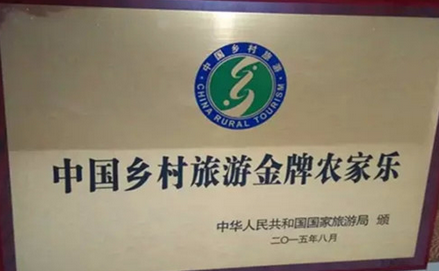 中国乡村旅游
CHINA RURAL TOURISM
中国乡村旅游金牌农家乐
中华人民共和国国家旅游局 颁
二〇一五年八月